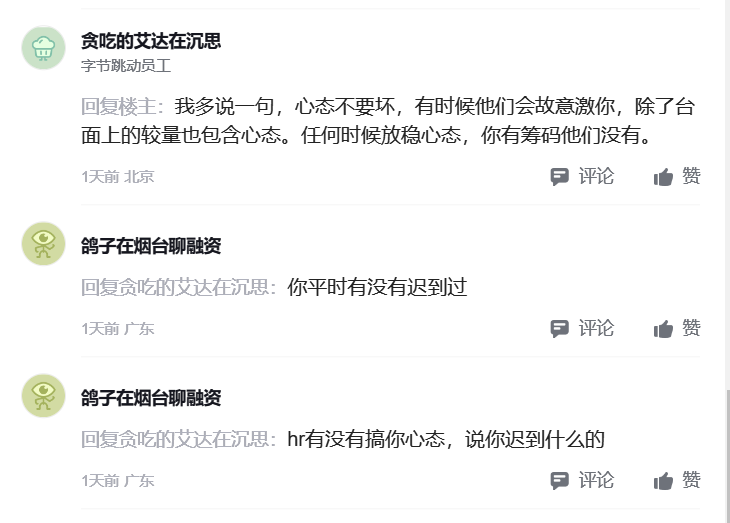 贪吃的艾达在沉思
字节跳动员工
回复楼主：我多说一句，心态不要坏，有时候他们会故意激你，除了台
面上的较量也包含心态。任何时候放稳心态，你有筹码他们没有。
1天前 北京 评论 赞
鸽子在烟台聊融资
回复贪吃的艾达在沉思：你平时有没有迟到过
1天前 广东 评论 赞
鸽子在烟台聊融资
回复贪吃的艾达在沉思：hr有没有搞你心态，说你迟到什么的
1天前 广东 评论 赞